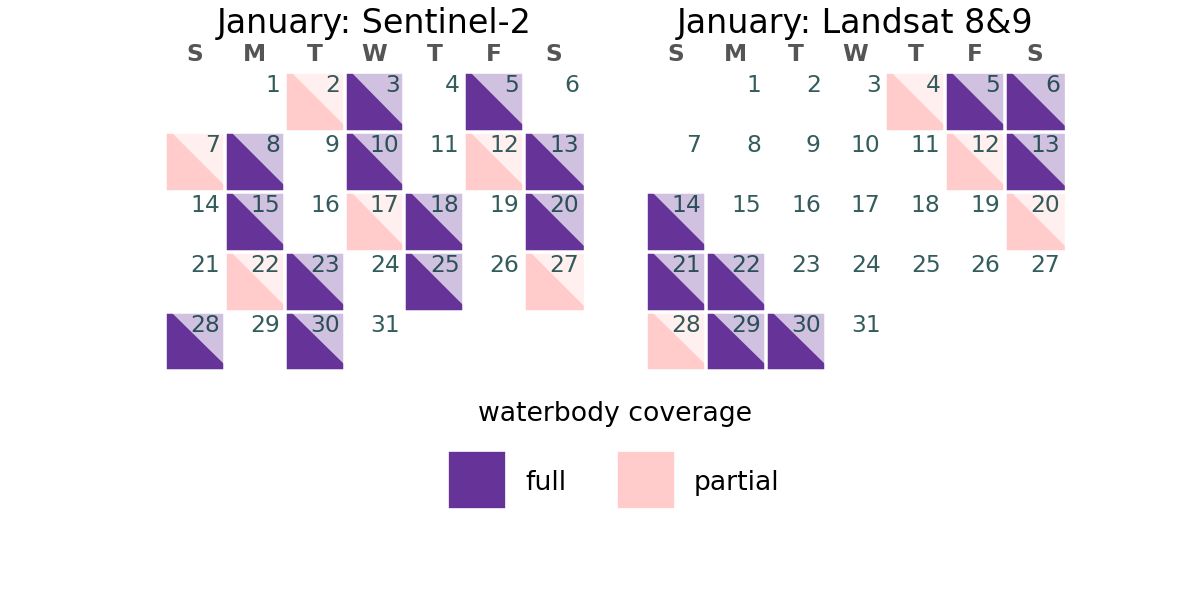 January: Sentinel-2
S M T W T F S
1 2 3 4 5 6
7 8 9 10 11 12 13
14 15 16 17 18 19 20
21 22 23 24 25 26 27
28 29 30 31
January: Landsat 8&9
S M T W T F S
1 2 3 4 5 6
7 8 9 10 11 12 13
14 15 16 17 18 19 20
21 22 23 24 25 26 27
28 29 30 31
waterbody coverage
full partial